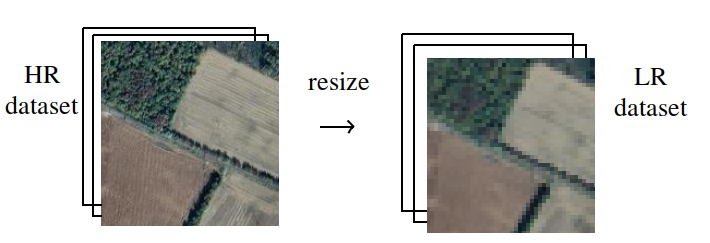 HR
dataset
resize
LR
dataset